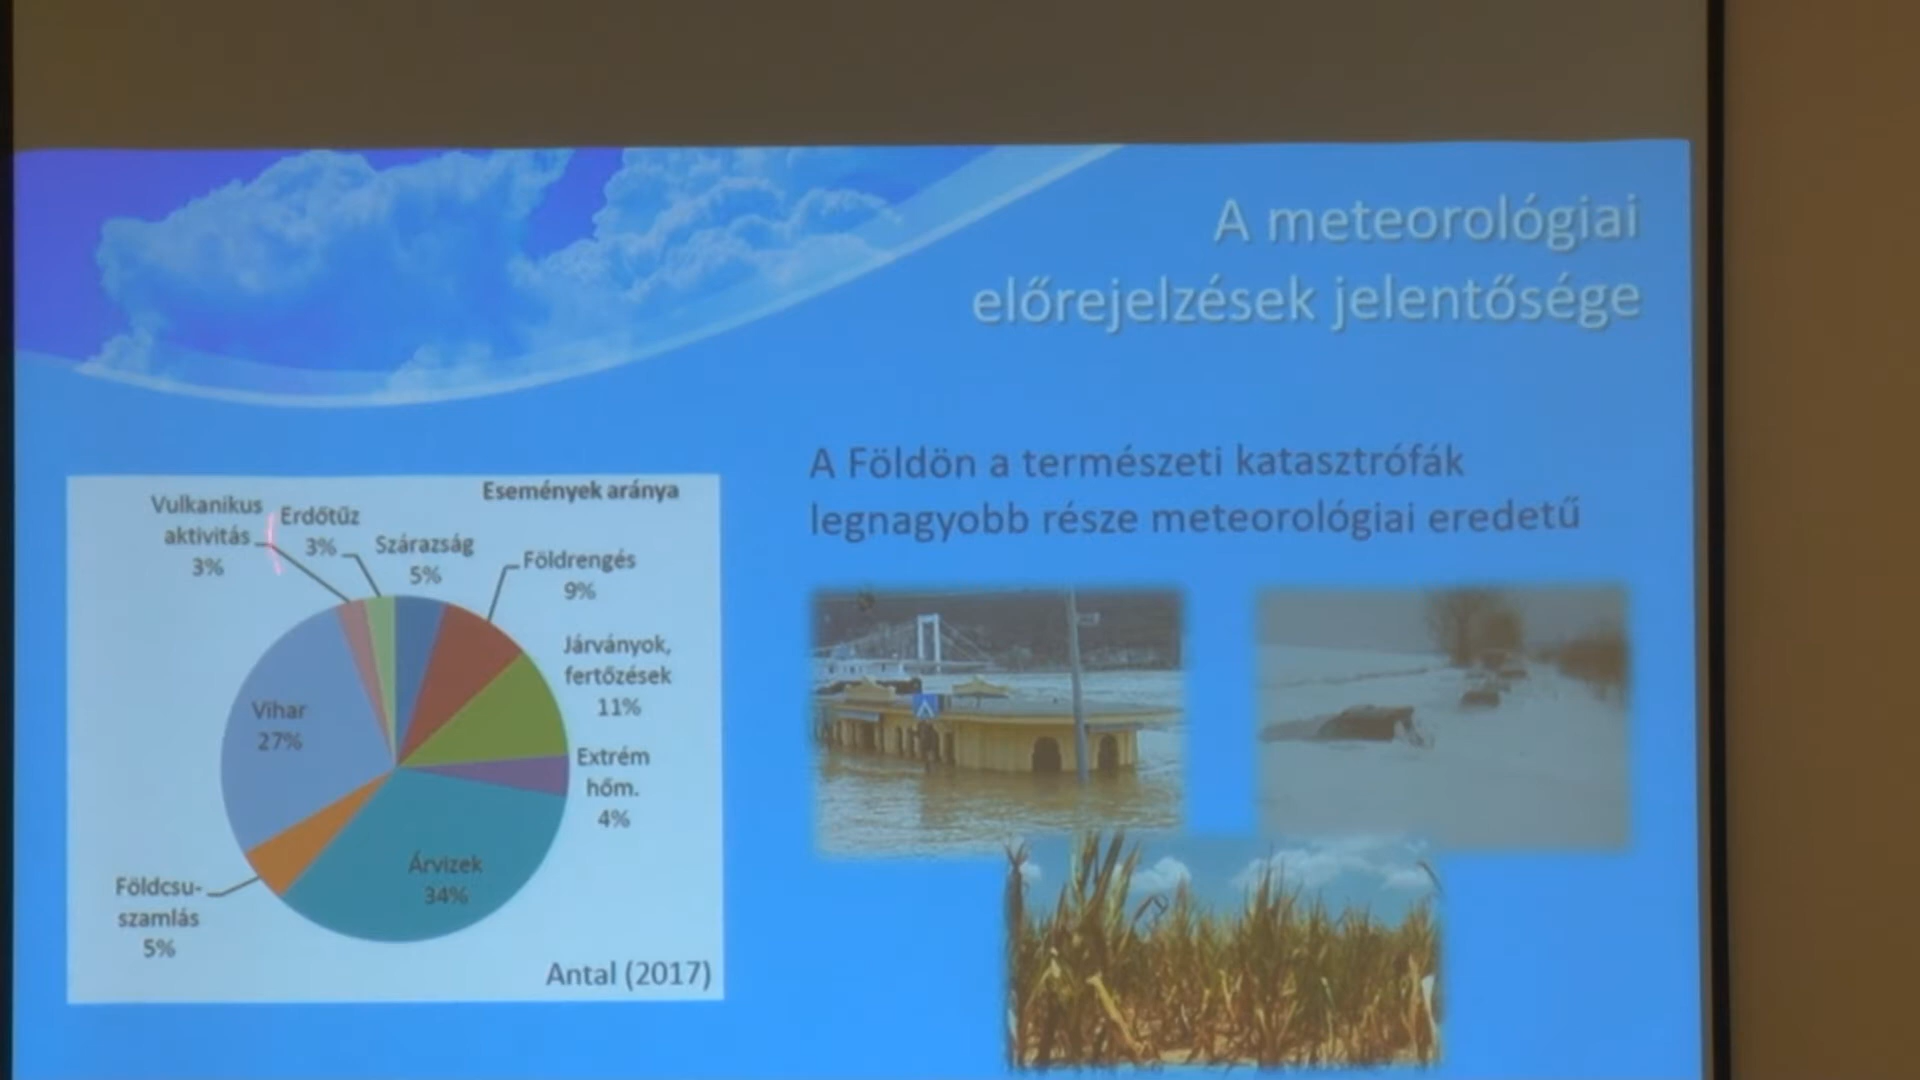 A meteorológiai
előrejelzések jelentősége
A Földön a természeti katasztrófák
legnagyobb része meteorológiai eredetű
Események aránya
Vulkanikus
aktivitás
3%
Erdőtűz
3%
Szárazság
5%
Földrengés
9%
Járványok,
fertőzések
11%
Extrém
hőm.
4%
Árvizek
34%
Földcsu-
szamlás
5%
Vihar
27%
Antal (2017)